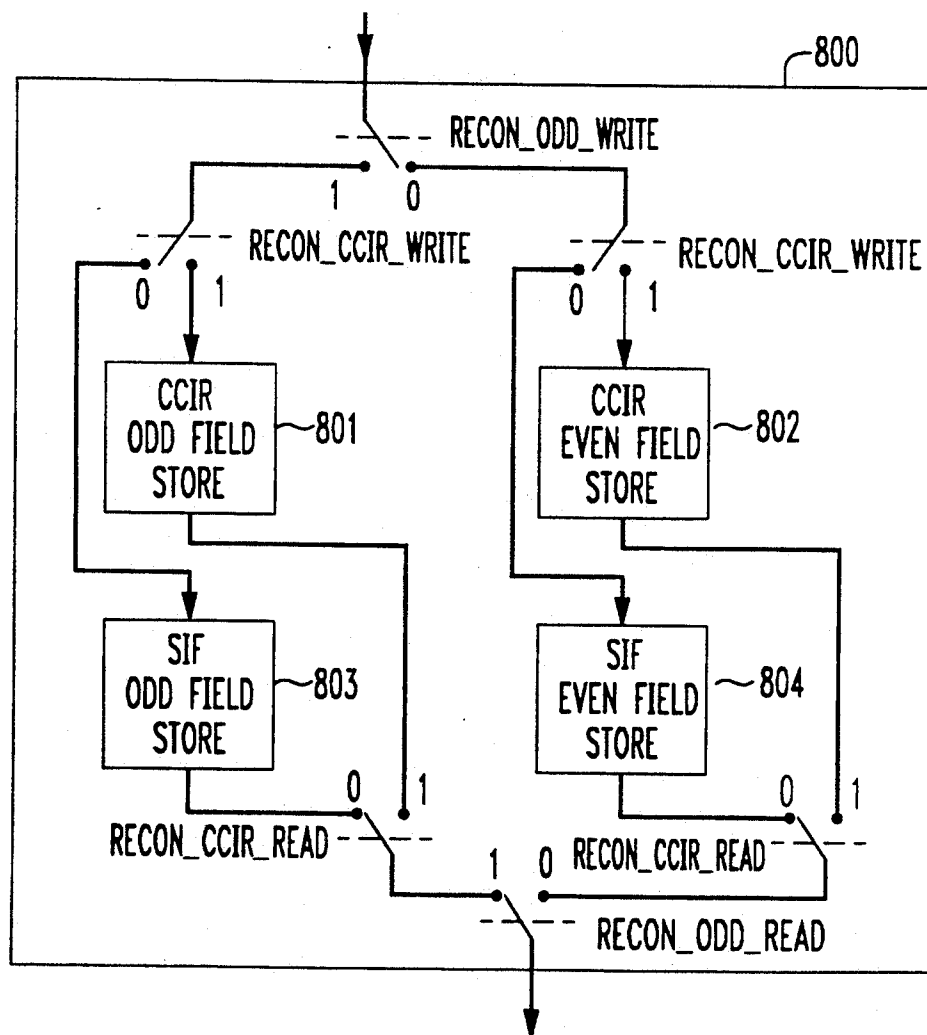 800
RECON_ODD_WRITE
1 0
RECON_CCIR_WRITE
0 1
RECON_CCIR_WRITE
0 1
CCIR
ODD FIELD
STORE
801
CCIR
EVEN FIELD
STORE
802
SIF
ODD FIELD
STORE
803
SIF
EVEN FIELD
STORE
804
0 1
RECON_CCIR_READ
0 1
RECON_CCIR_READ
1 0
RECON_ODD_READ